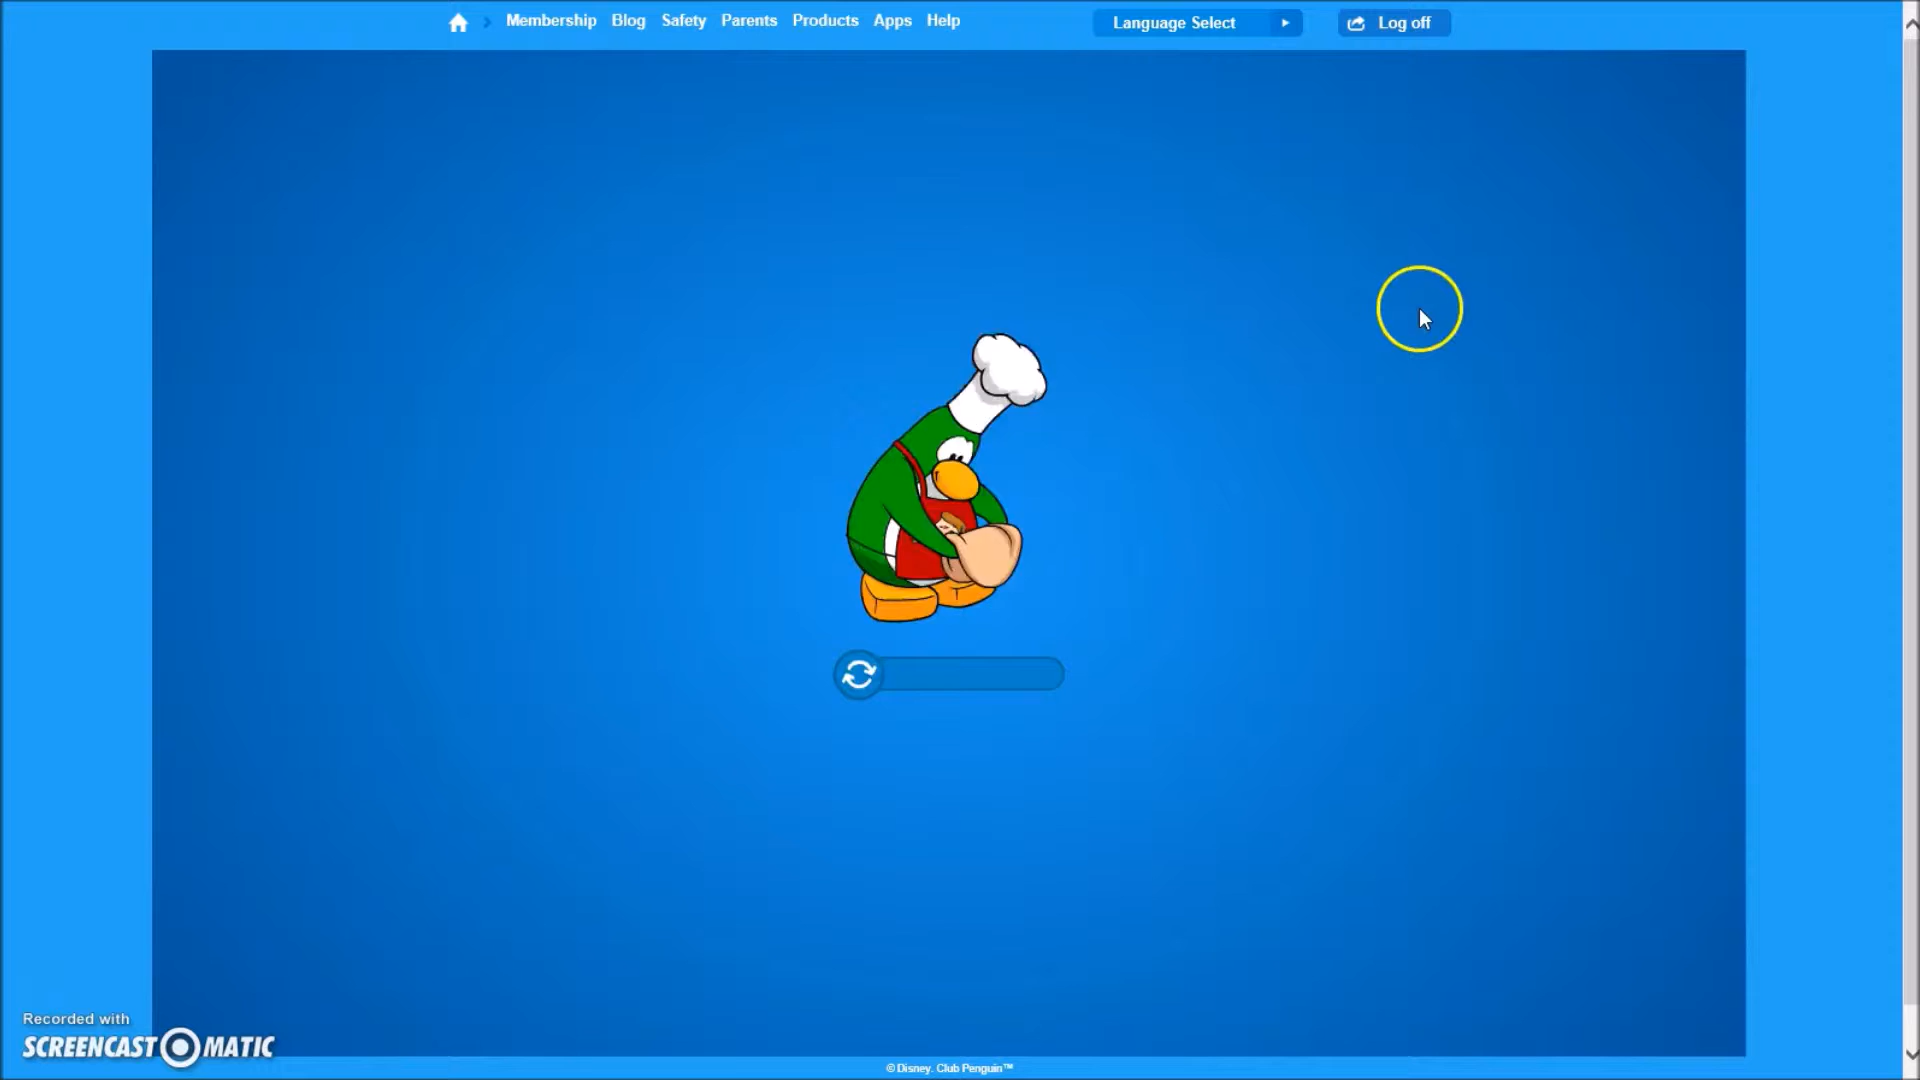 Membership Blog Safety Parents Products Apps Help Language Select Log off
Recorded with
SCREENCAST MATIC
©Disney. Club Penguin™